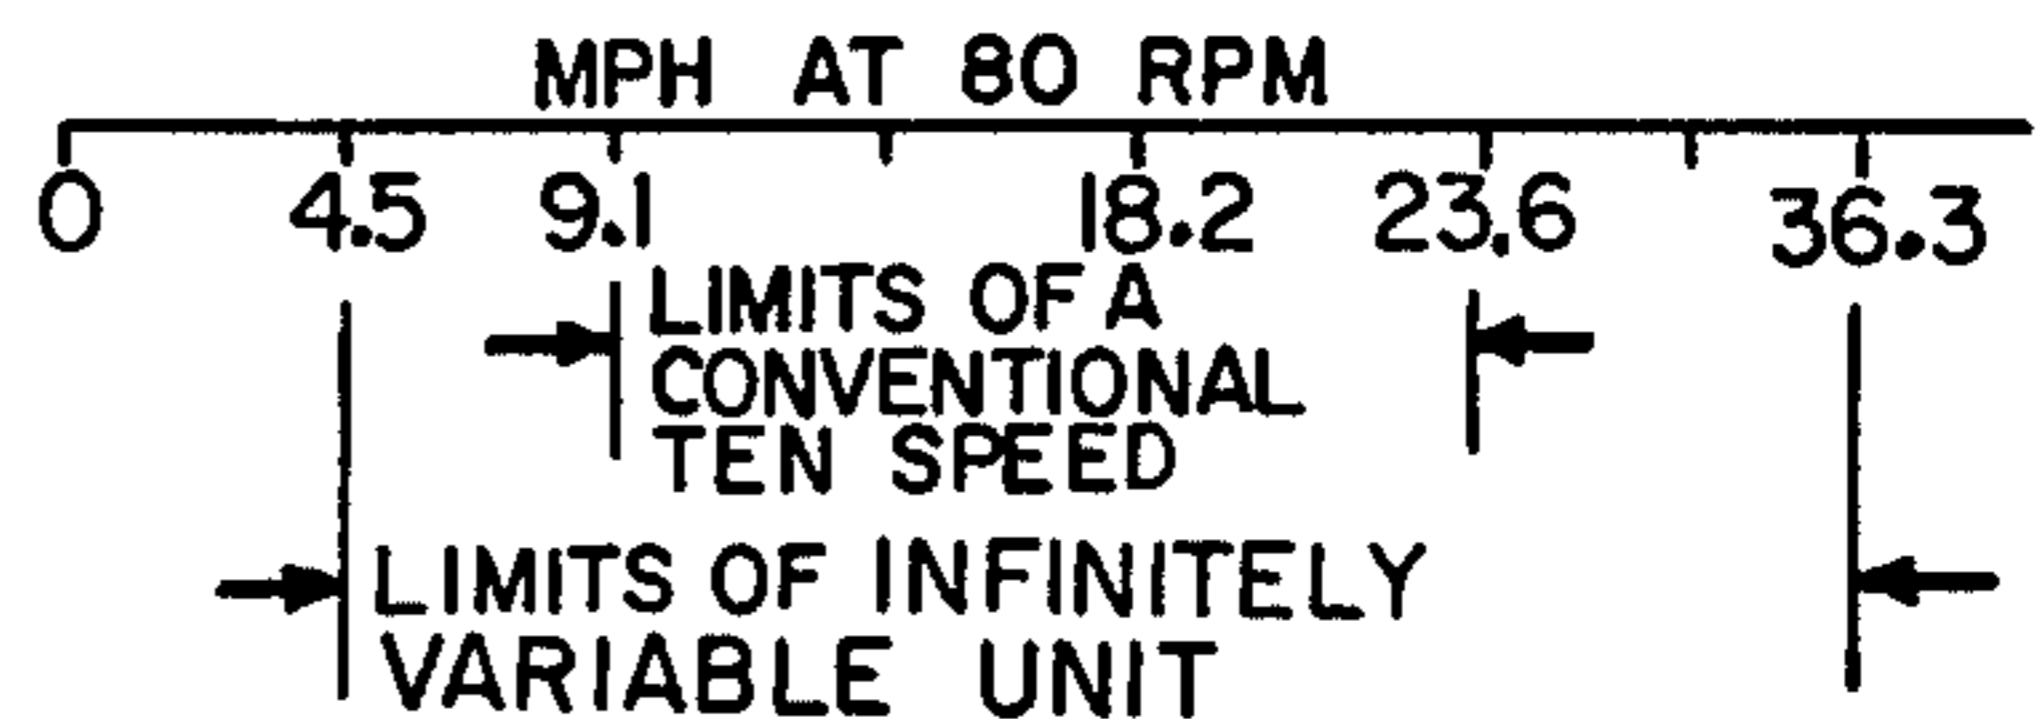 MPH AT 80 RPM
0 4.5 9.1 18.2 23.6 36.3
LIMITS OF A
CONVENTIONAL
TEN SPEED
LIMITS OF INFINITELY
VARIABLE UNIT